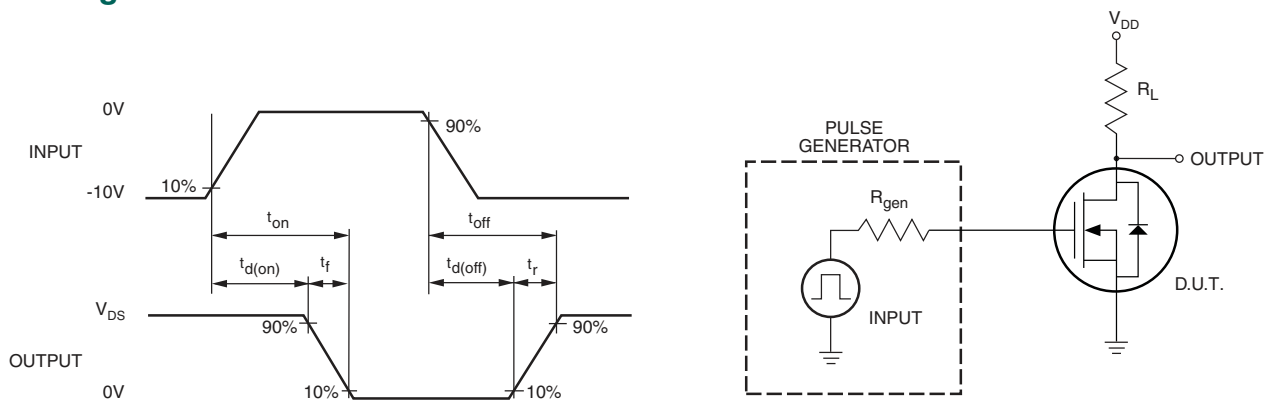 0V
INPUT
-10V
10%
90%
t_on
t_off
t_d(on)
t_f
t_d(off)
t_r
V_DS
90%
90%
OUTPUT
0V
10%
10%
V_DD
R_L
PULSE
GENERATOR
OUTPUT
R_gen
D.U.T.
INPUT